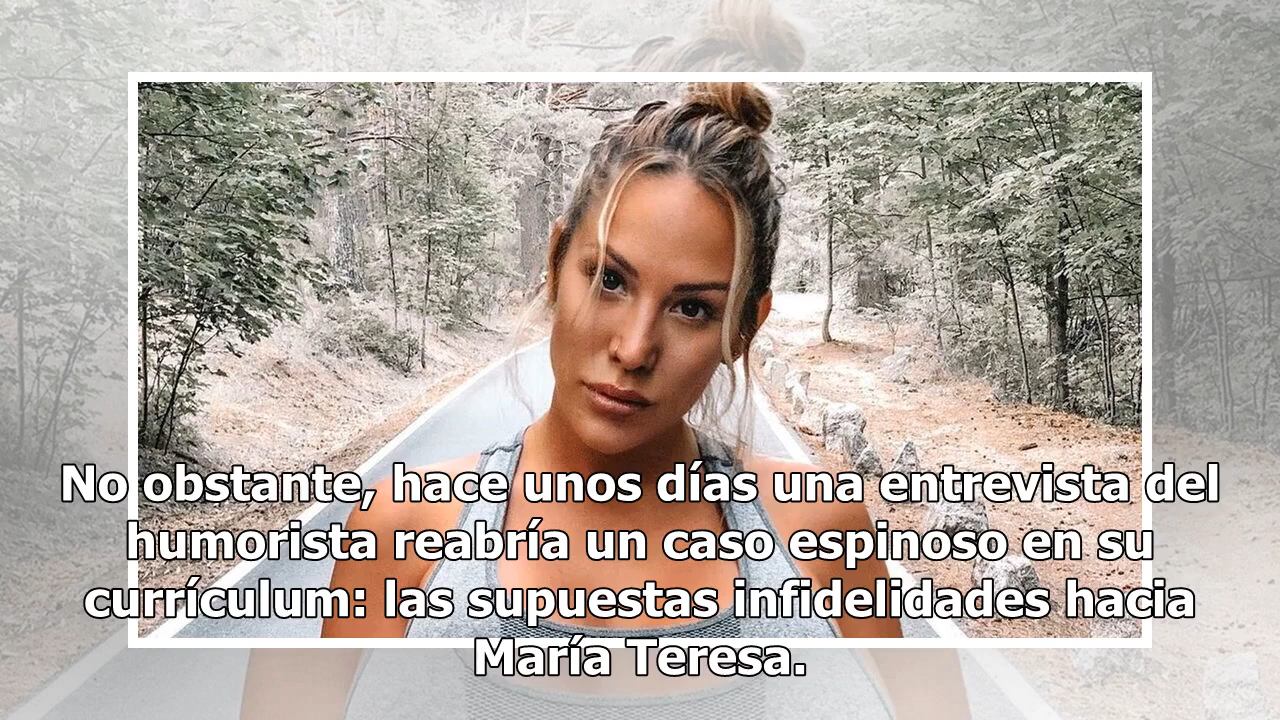 No obstante, hace unos días una entrevista del
humorista reabría un caso espinoso en su
currículum: las supuestas infidelidades hacia
María Teresa.